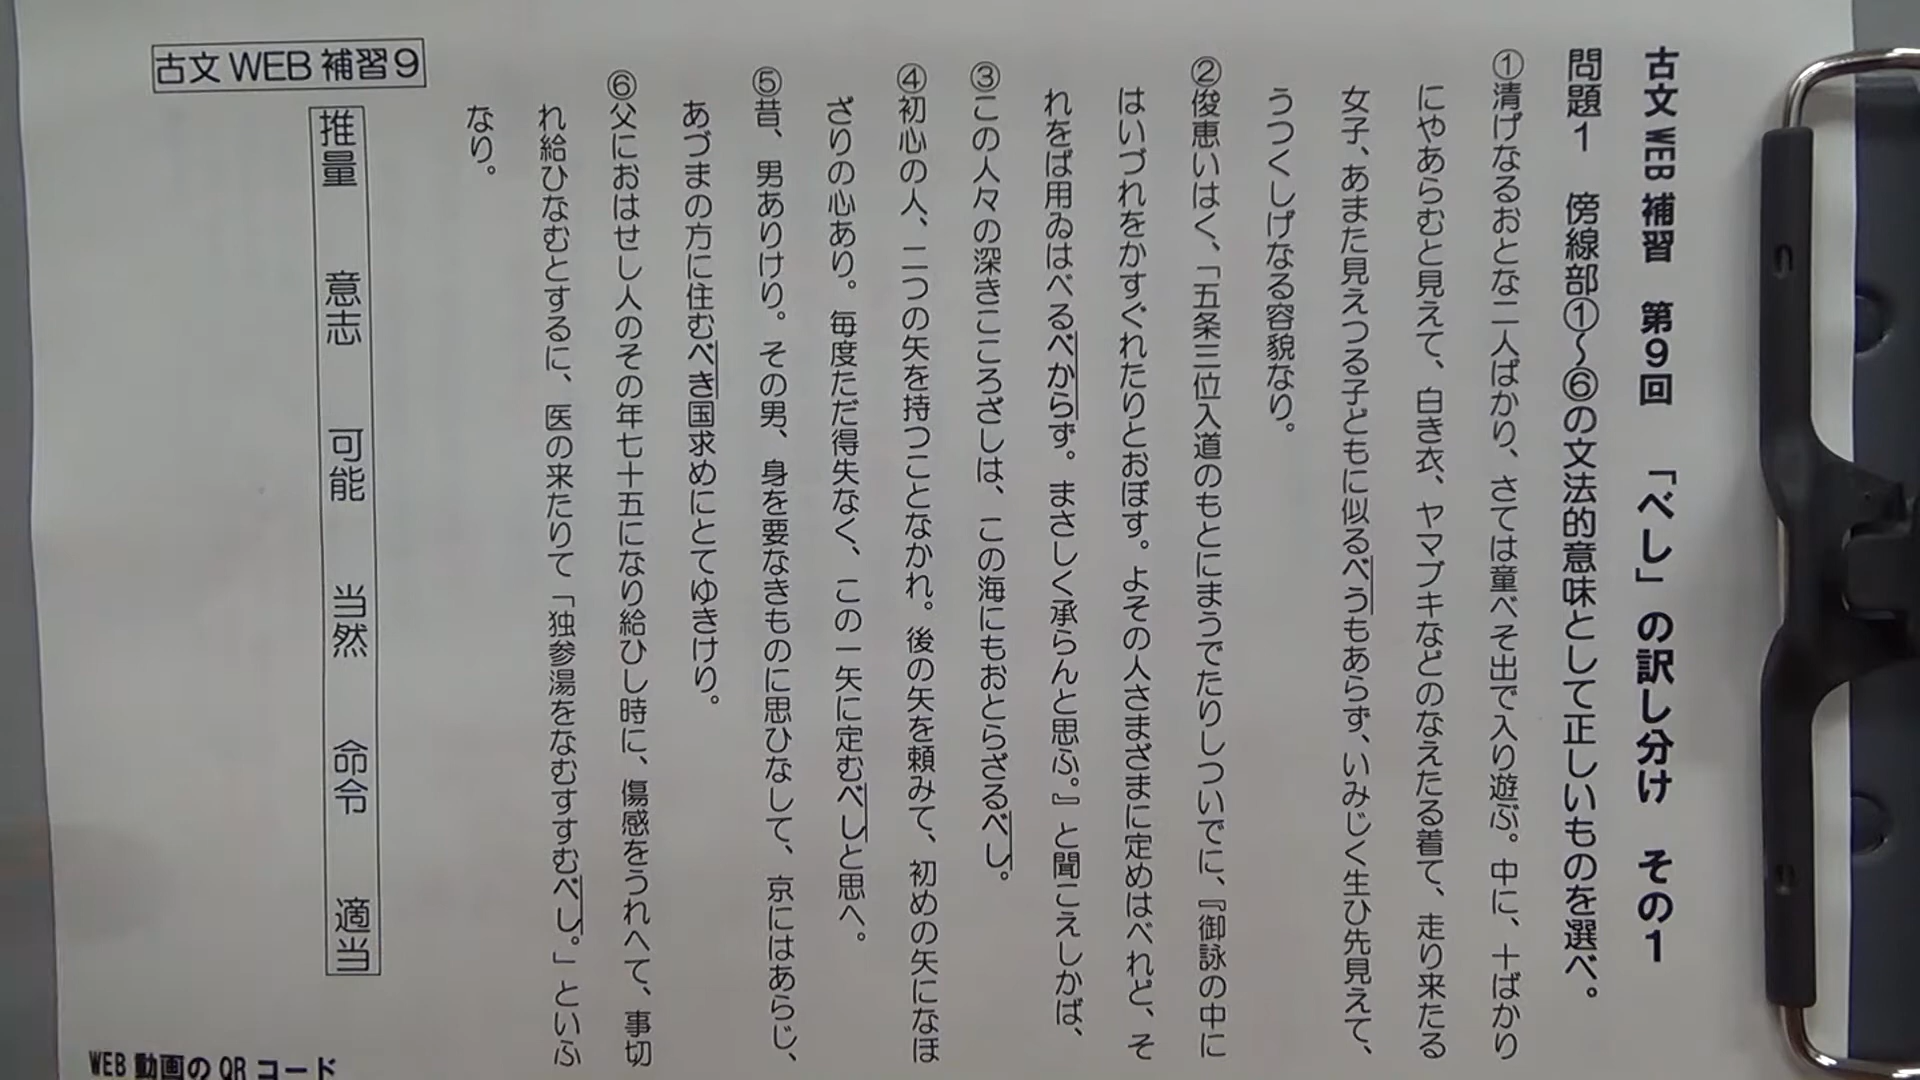 古文WEB補習　第9回　「べし」の訳し分け　その1
問題1　傍線部①～⑥の文法的意味として正しいものを選べ。
①清げなるおとな二人ばかり、さては童べそ出で入り遊ぶ。中に、十ばかり
にやあらむと見えて、白き衣、ヤマブキなどのなえたる着て、走り来たる
女子、あまた見えつる子どもに似るべうもあらず、いみじく生ひ先見えて、
うつくしげなる容貌なり。
②俊恵いはく、「五条三位入道のもとにまうでたりしついでに、『御詠の中に
はいづれをかすぐれたりとおぼす。よその人さまざまに定めはべれど、そ
れをば用ゐはべるべからず。まさしく承らんと思ふ。』と聞こえしかば、
③この人々の深きこころざしは、この海にもおとらざるべし。
④初心の人、二つの矢を持つことなかれ。後の矢を頼みて、初めの矢になほ
ざりの心あり。毎度ただ得失なく、この一矢に定むべしと思へ。
⑤昔、男ありけり。その男、身を要なきものに思ひなして、京にはあらじ、
あづまの方に住むべき国求めにとてゆきけり。
⑥父におはせし人のその年七十五になり給ひし時に、傷感をうれへて、事切
れ給ひなむとするに、医の来たりて「独参湯をなむすすむべし。」といふ
なり。
推量　意志　可能　当然　命令　適当
古文WEB補習9
WEB動画のQRコード